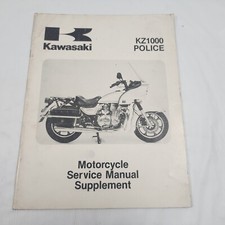 Kawasaki
KZ1000
POLICE
Motorcycle
Service Manual
Supplement